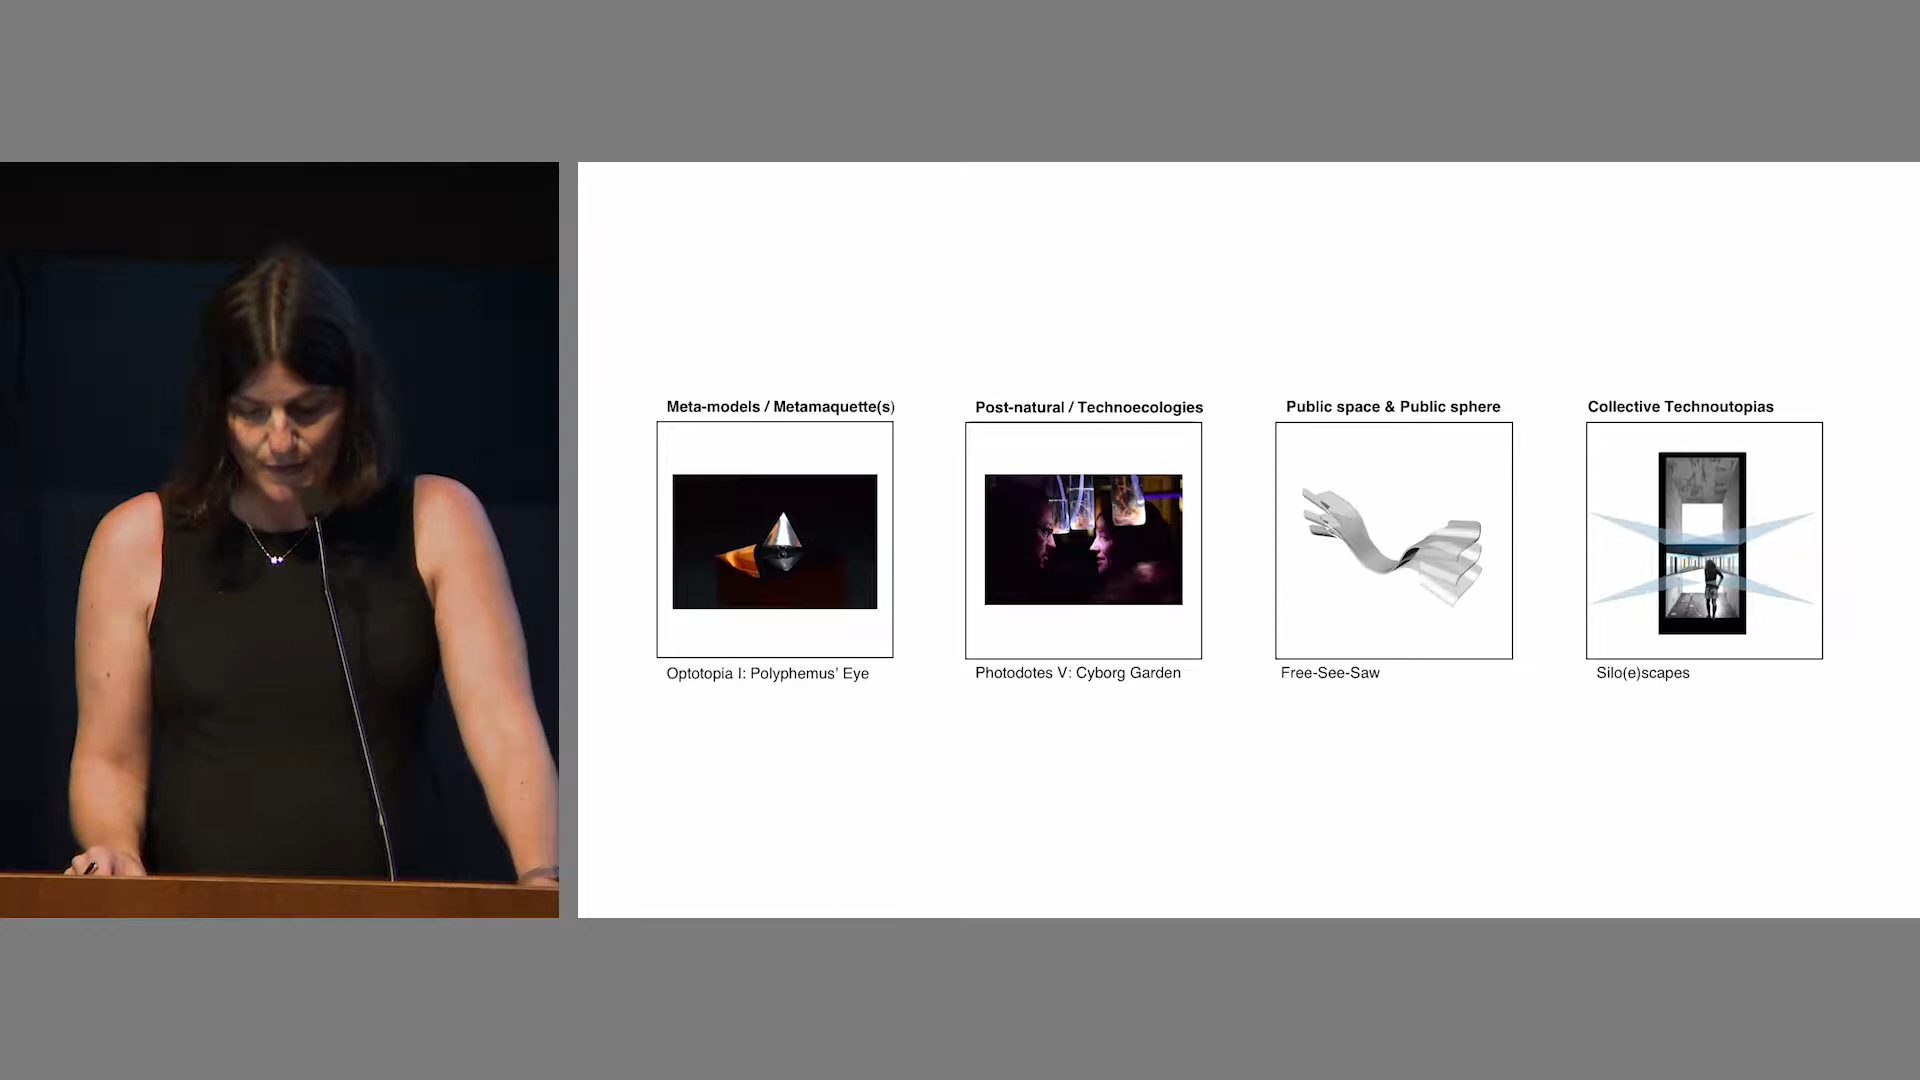 Meta-models / Metamaquette(s)
Post-natural / Technoecologies
Public space & Public sphere
Collective Technoutopias
Optotopia I: Polyphemus' Eye
Photodotes V: Cyborg Garden
Free-See-Saw
Silo(e)scapes